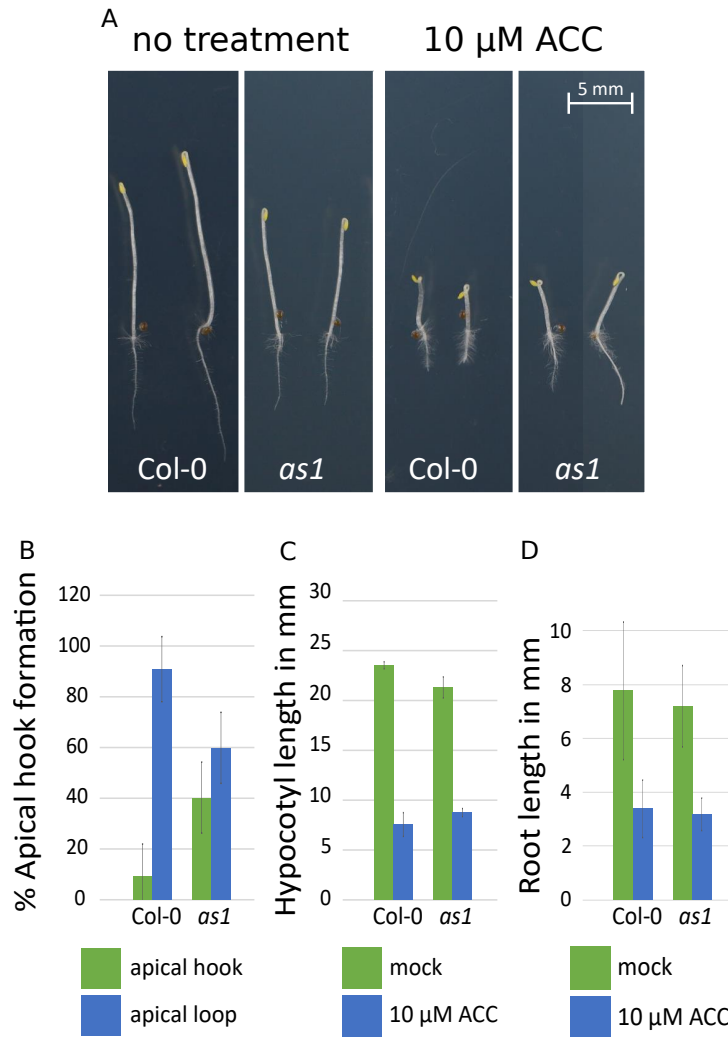 A
no treatment
10 µM ACC
5 mm
Col-0
as1
Col-0
as1
B
% Apical hook formation
120
100
80
60
40
20
0
Col-0
as1
apical hook
apical loop
C
Hypocotyl length in mm
30
25
20
15
10
5
0
Col-0
as1
mock
10 µM ACC
D
Root length in mm
10
8
6
4
2
0
Col-0
as1
mock
10 µM ACC